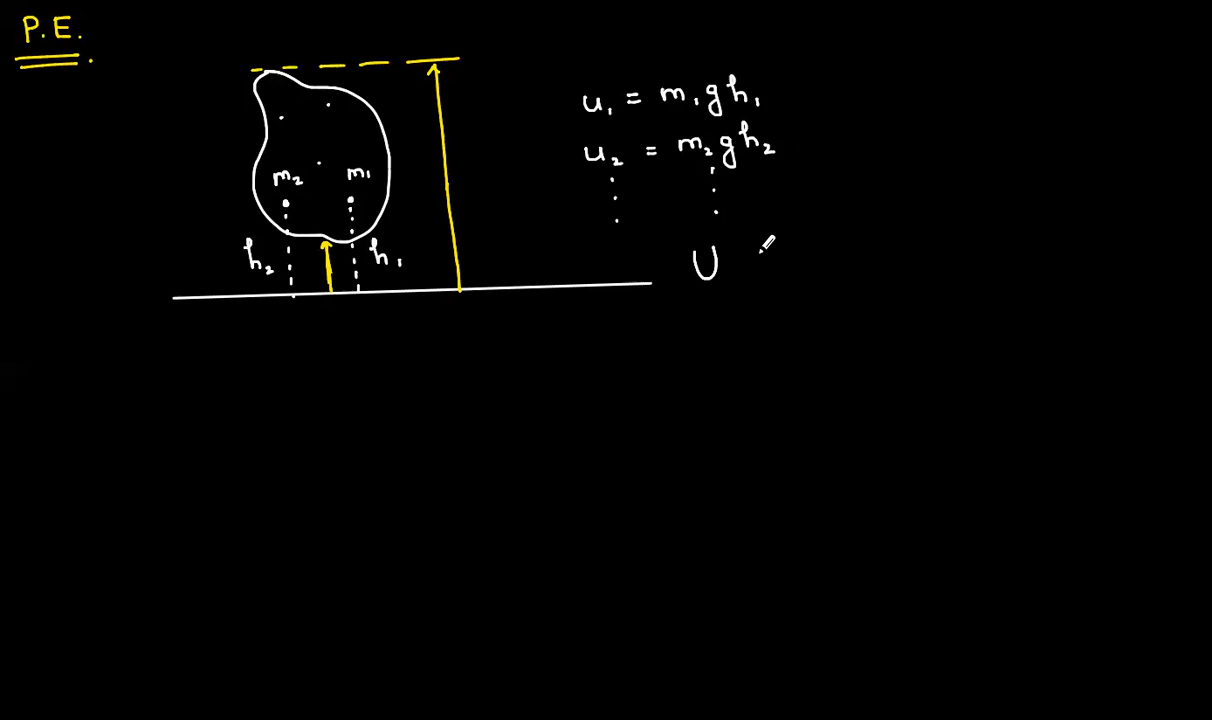 P.E.
u₁ = m₁gh₁
u₂ = m₂gh₂
m₂ m₁
h₂ h₁
U